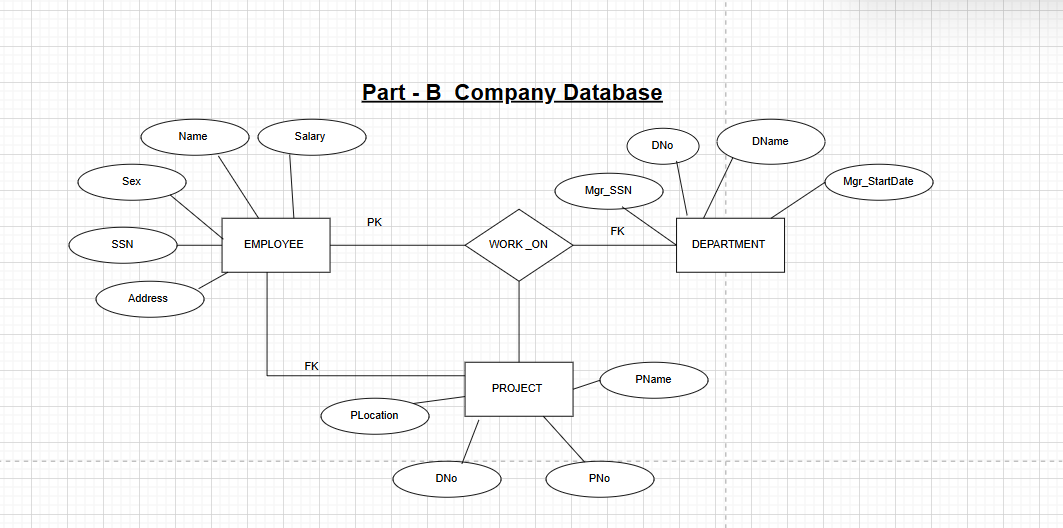 Part - B  Company Database
Name
Salary
DNo
DName
Sex
Mgr_SSN
Mgr_StartDate
PK
FK
SSN
EMPLOYEE
WORK _ON
DEPARTMENT
Address
FK
PROJECT
PName
PLocation
DNo
PNo